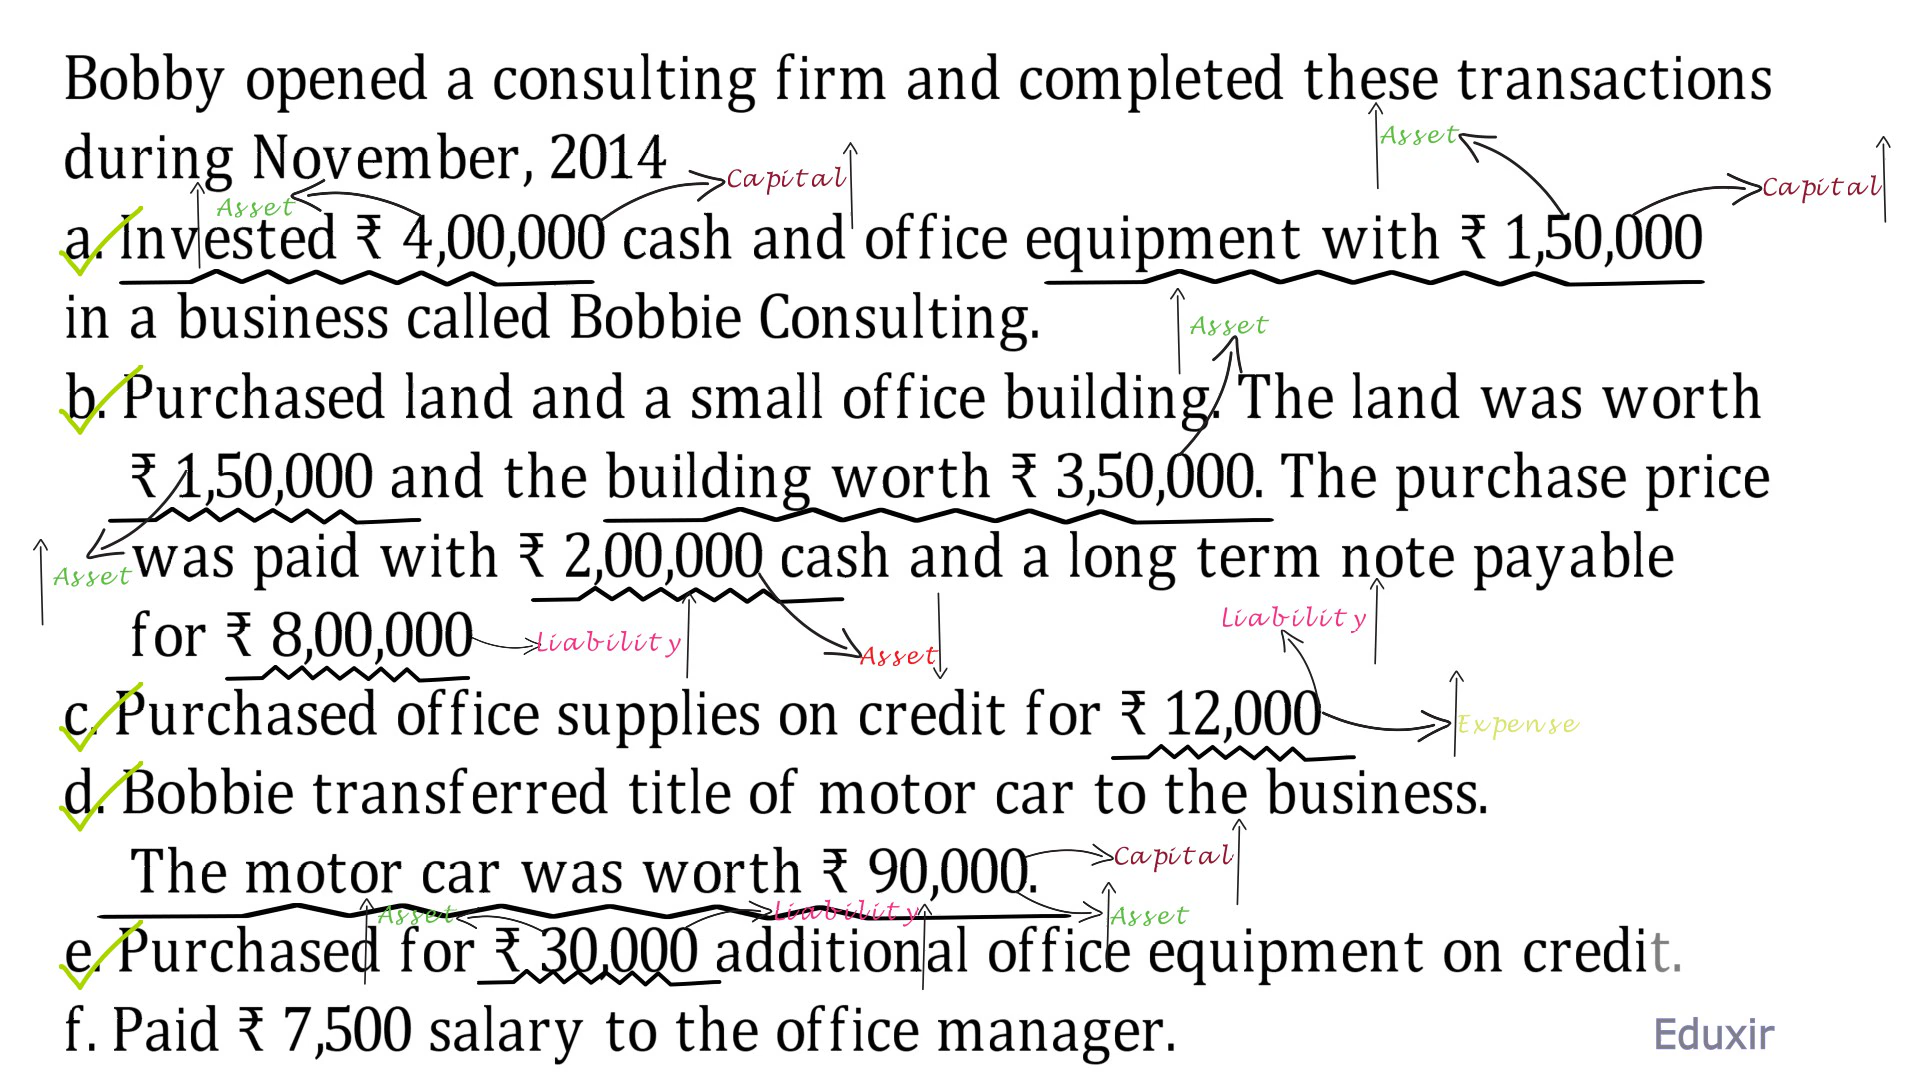 Bobby opened a consulting firm and completed these transactions
Asset
during November, 2014
Capital
Capital
Asset
a. Invested ₹ 4,00,000 cash and office equipment with ₹ 1,50,000
in a business called Bobbie Consulting.
Asset
b. Purchased land and a small office building. The land was worth
₹ 1,50,000 and the building worth ₹ 3,50,000. The purchase price
was paid with ₹ 2,00,000 cash and a long term note payable
Asset
Liability
for ₹ 8,00,000
Liability
Asset
c. Purchased office supplies on credit for ₹ 12,000
Expense
d. Bobbie transferred title of motor car to the business.
The motor car was worth ₹ 90,000.
Capital
Asset
Liability
Asset
e. Purchased for ₹ 30,000 additional office equipment on credit.
f. Paid ₹ 7,500 salary to the office manager.
Eduxir